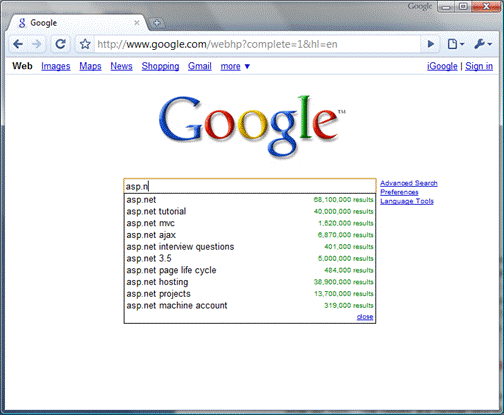 Google
Google
http://www.google.com/webhp?complete=1&hl=en
Web Images Maps News Shopping Gmail more ▼ iGoogle | Sign in
Google™
asp.n
Advanced Search
Preferences
Language Tools
asp.net 68,100,000 results
asp.net tutorial 40,000,000 results
asp.net mvc 1,520,000 results
asp.net ajax 6,870,000 results
asp.net interview questions 401,000 results
asp.net 3.5 5,000,000 results
asp.net page life cycle 484,000 results
asp.net hosting 38,900,000 results
asp.net projects 13,700,000 results
asp.net machine account 319,000 results
close